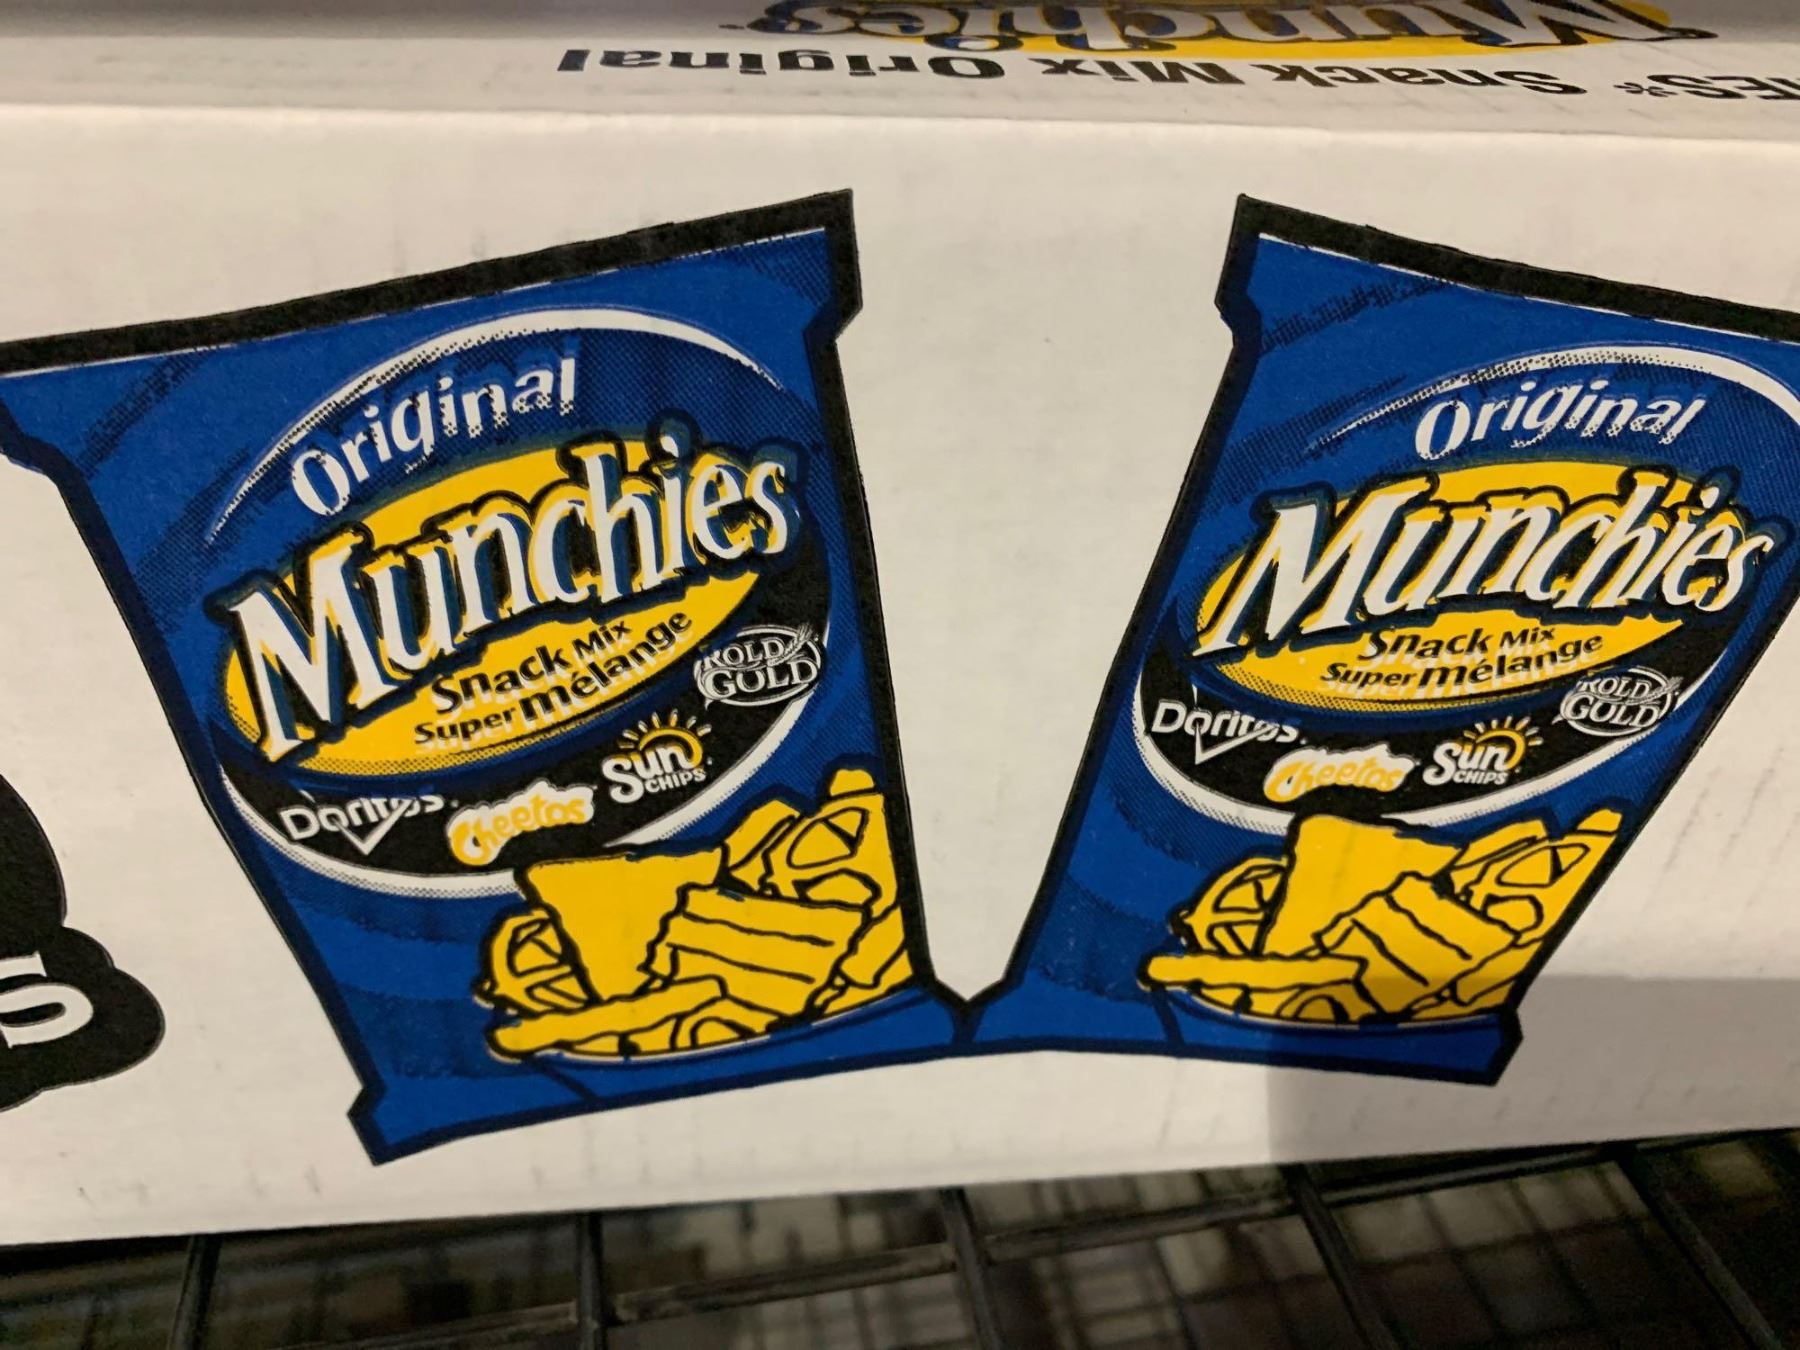 Munchies
ES* Snack Mix Original
Original
Munchies
Snack Mix
Super mélange
ROLD
GOLD
Doritos
Cheetos
Sun
CHIPS
Original
Munchies
Snack Mix
Super mélange
ROLD
GOLD
Doritos
Cheetos
Sun
CHIPS
S